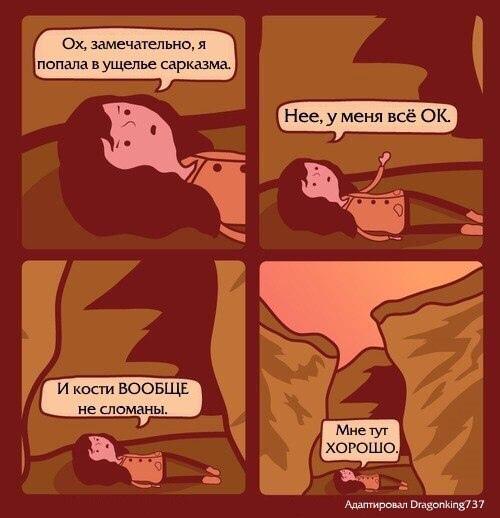 Ох, замечательно, я
попала в ущелье сарказма.
Нее, у меня всё ОК.
И кости ВООБЩЕ
не сломаны.
Мне тут
ХОРОШО.
Адаптировал Dragonking737